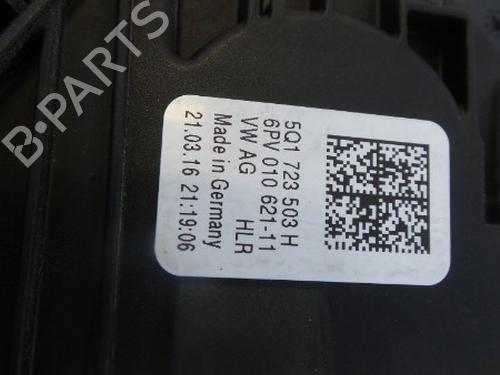 5Q1 723 503 H
6PV 010 621-11
VW AG HLR
Made in Germany
21.03.16 21:19:06
B-PARTS